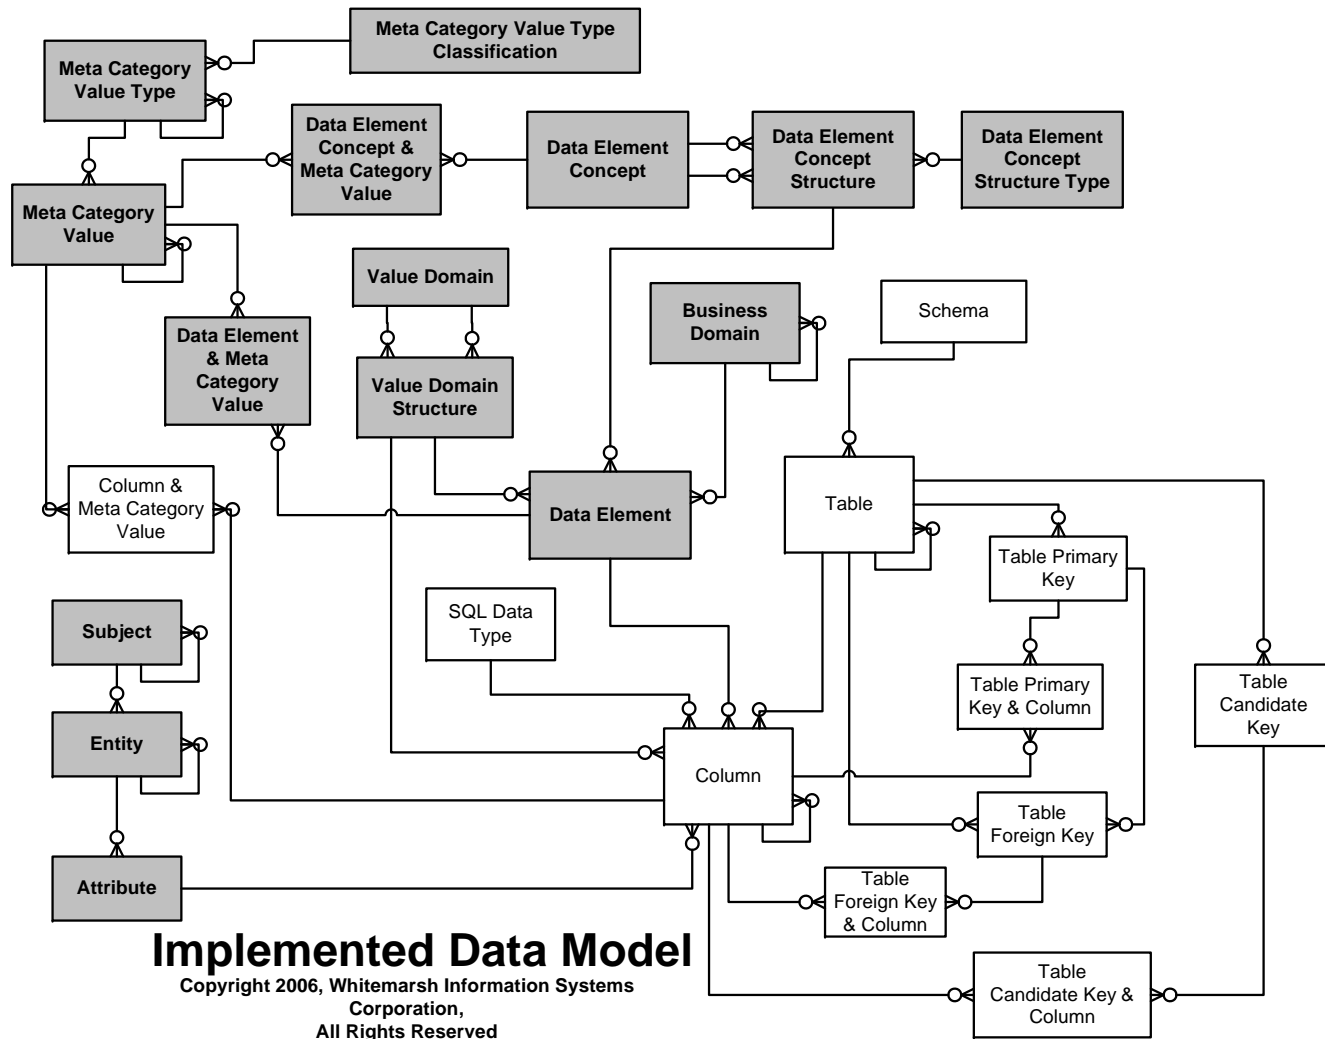 Meta Category Value Type
Classification
Meta Category
Value Type
Data Element
Concept &
Meta Category
Value
Data Element
Concept
Data Element
Concept
Structure
Data Element
Concept
Structure Type
Meta Category
Value
Value Domain
Business
Domain
Schema
Data Element
& Meta
Category
Value
Value Domain
Structure
Column &
Meta Category
Value
Data Element
Table
Table Primary
Key
SQL Data
Type
Subject
Table Primary
Key & Column
Table
Candidate
Key
Entity
Column
Table
Foreign Key
Attribute
Table
Foreign Key
& Column
Implemented Data Model
Copyright 2006, Whitemarsh Information Systems
Corporation,
All Rights Reserved
Table
Candidate Key &
Column